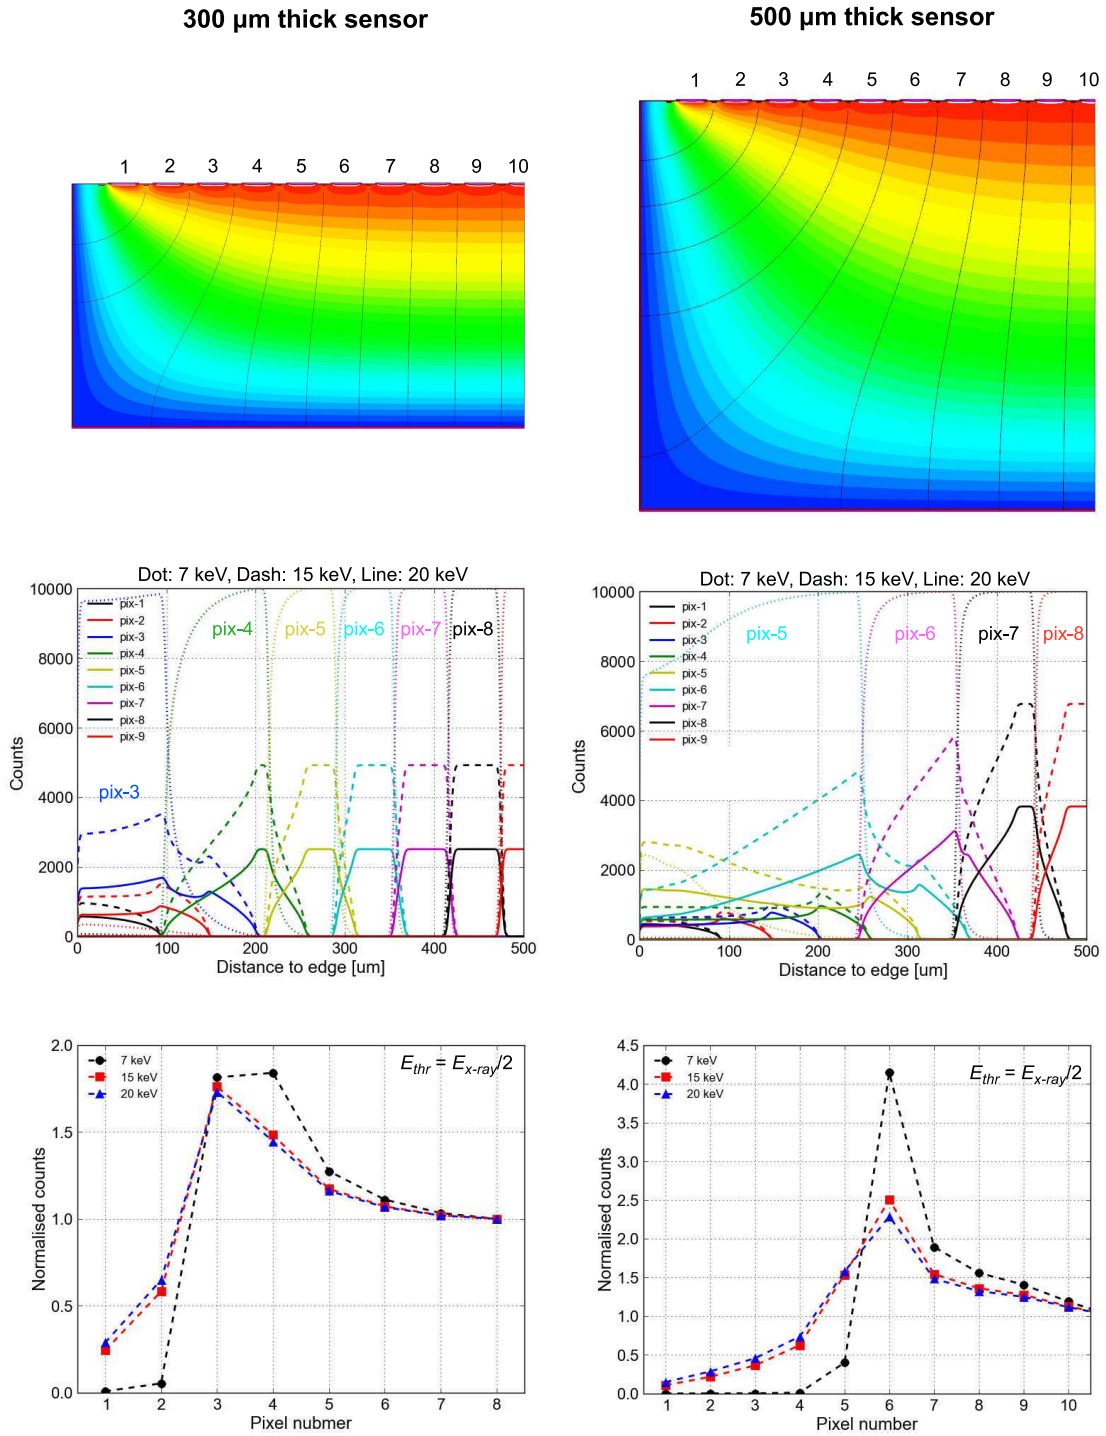 300 µm thick sensor
500 µm thick sensor
1 2 3 4 5 6 7 8 9 10
1 2 3 4 5 6 7 8 9 10
Dot: 7 keV, Dash: 15 keV, Line: 20 keV
10000
8000
6000
4000
2000
0
Counts
pix-1
pix-2
pix-3
pix-4
pix-5
pix-6
pix-7
pix-8
pix-9
pix-3
pix-4
pix-5
pix-6
pix-7
pix-8
0 100 200 300 400 500
Distance to edge [um]
Dot: 7 keV, Dash: 15 keV, Line: 20 keV
10000
8000
6000
4000
2000
0
Counts
pix-1
pix-2
pix-3
pix-4
pix-5
pix-6
pix-7
pix-8
pix-9
pix-5
pix-6
pix-7
pix-8
0 100 200 300 400 500
Distance to edge [um]
2.0
1.5
1.0
0.5
0.0
Normalised counts
7 keV
15 keV
20 keV
E_thr = E_x-ray/2
1 2 3 4 5 6 7 8
Pixel nubmer
4.5
4.0
3.5
3.0
2.5
2.0
1.5
1.0
0.5
0.0
Normalised counts
7 keV
15 keV
20 keV
E_thr = E_x-ray/2
1 2 3 4 5 6 7 8 9 10
Pixel number